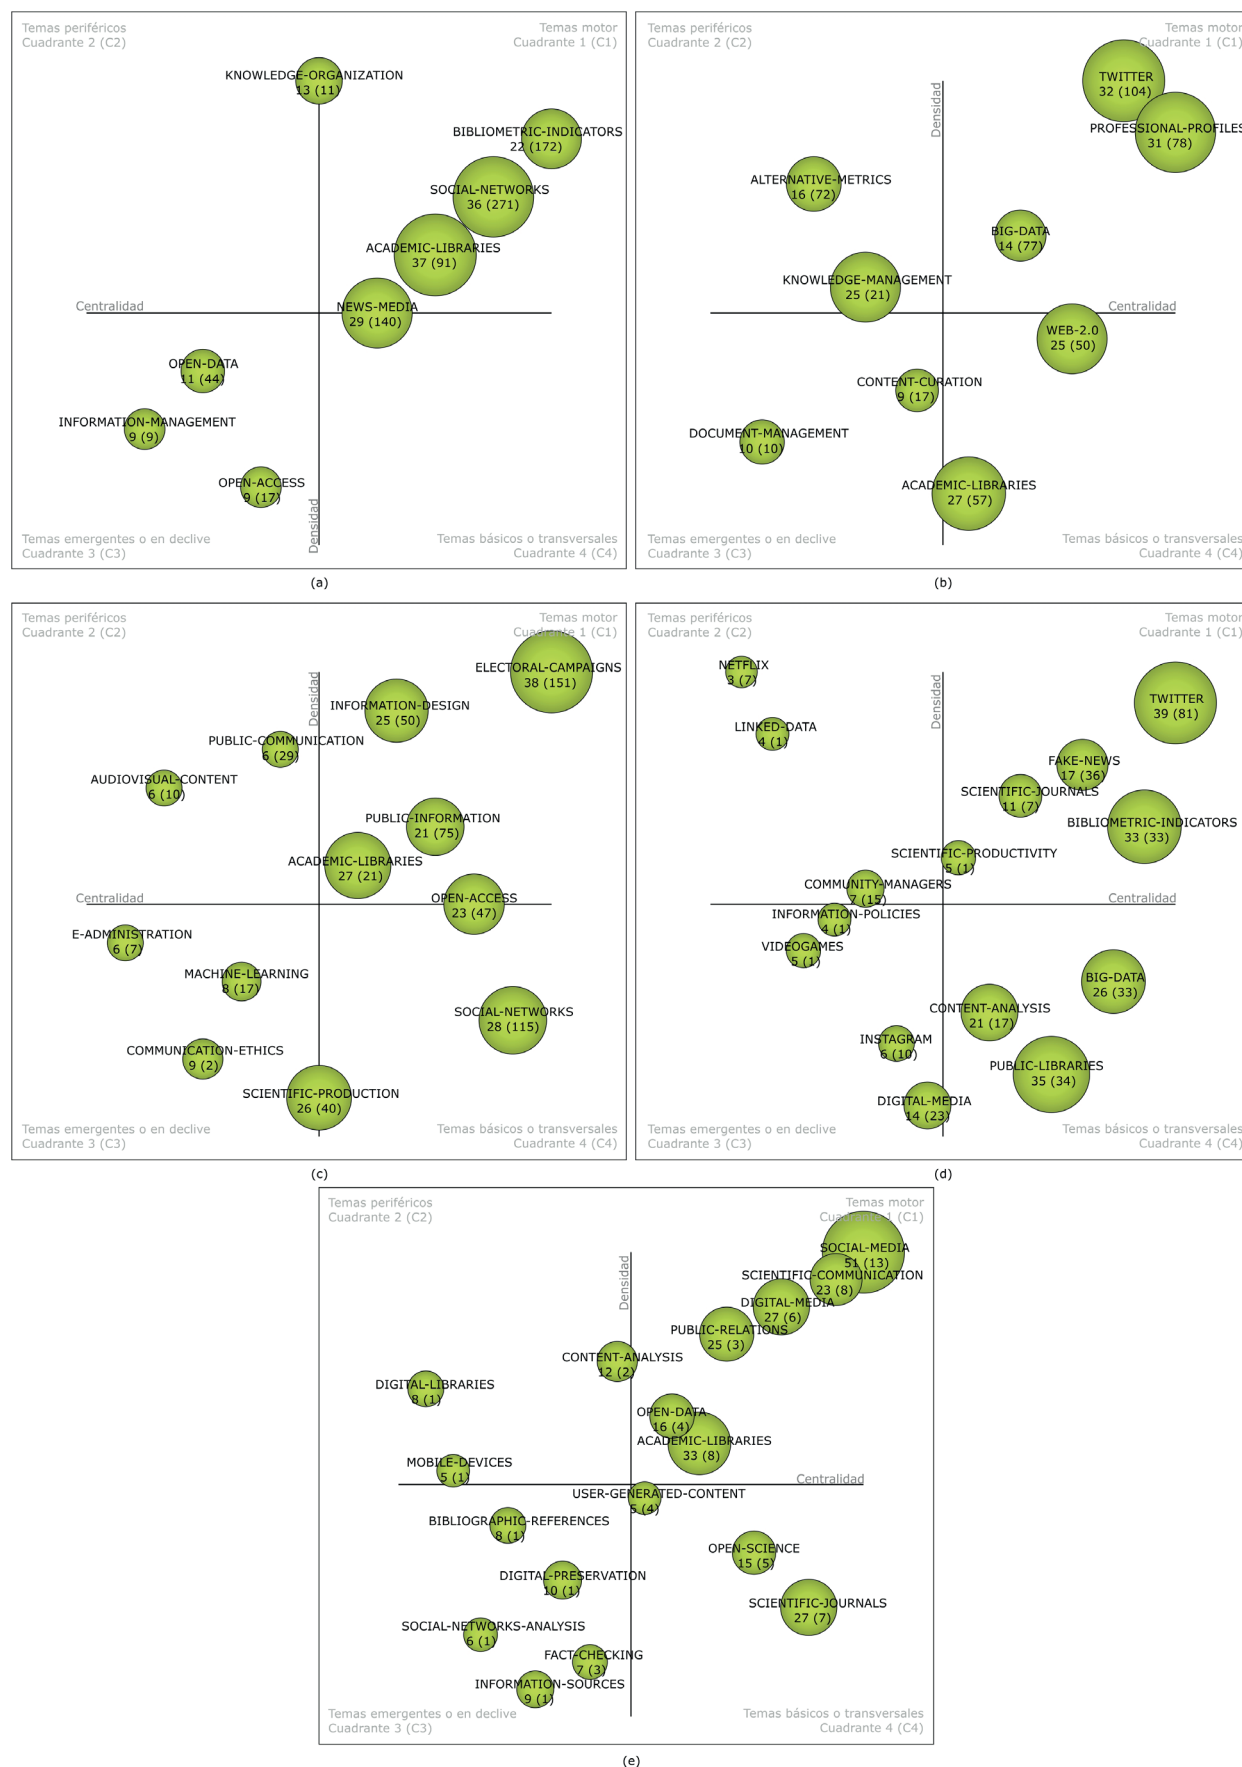 Temas periféricos
Cuadrante 2 (C2)
Temas motor
Cuadrante 1 (C1)
KNOWLEDGE-ORGANIZATION
13 (11)
BIBLIOMETRIC-INDICATORS
22 (172)
SOCIAL-NETWORKS
36 (271)
ACADEMIC-LIBRARIES
37 (91)
Centralidad
NEWS-MEDIA
29 (140)
OPEN-DATA
11 (44)
INFORMATION-MANAGEMENT
9 (9)
OPEN-ACCESS
9 (17)
Densidad
Temas emergentes o en declive
Cuadrante 3 (C3)
Temas básicos o transversales
Cuadrante 4 (C4)
(a)
Temas periféricos
Cuadrante 2 (C2)
Temas motor
Cuadrante 1 (C1)
TWITTER
32 (104)
Densidad
PROFESSIONAL-PROFILES
31 (78)
ALTERNATIVE-METRICS
16 (72)
BIG-DATA
14 (77)
KNOWLEDGE-MANAGEMENT
25 (21)
Centralidad
WEB-2.0
25 (50)
CONTENT-CURATION
9 (17)
DOCUMENT-MANAGEMENT
10 (10)
ACADEMIC-LIBRARIES
27 (57)
Temas emergentes o en declive
Cuadrante 3 (C3)
Temas básicos o transversales
Cuadrante 4 (C4)
(b)
Temas periféricos
Cuadrante 2 (C2)
Temas motor
Cuadrante 1 (C1)
ELECTORAL-CAMPAIGNS
38 (151)
Densidad
INFORMATION-DESIGN
25 (50)
PUBLIC-COMMUNICATION
6 (29)
AUDIOVISUAL-CONTENT
6 (10)
PUBLIC-INFORMATION
21 (75)
ACADEMIC-LIBRARIES
27 (21)
Centralidad
OPEN-ACCESS
23 (47)
E-ADMINISTRATION
6 (7)
MACHINE-LEARNING
8 (17)
SOCIAL-NETWORKS
28 (115)
COMMUNICATION-ETHICS
9 (2)
SCIENTIFIC-PRODUCTION
26 (40)
Temas emergentes o en declive
Cuadrante 3 (C3)
Temas básicos o transversales
Cuadrante 4 (C4)
(c)
Temas periféricos
Cuadrante 2 (C2)
Temas motor
Cuadrante 1 (C1)
NETFLIX
3 (7)
Densidad
TWITTER
39 (81)
LINKED-DATA
4 (1)
FAKE-NEWS
17 (36)
SCIENTIFIC-JOURNALS
11 (7)
BIBLIOMETRIC-INDICATORS
33 (33)
SCIENTIFIC-PRODUCTIVITY
5 (1)
COMMUNITY-MANAGERS
7 (15)
Centralidad
INFORMATION-POLICIES
4 (1)
VIDEOGAMES
5 (1)
BIG-DATA
26 (33)
CONTENT-ANALYSIS
21 (17)
INSTAGRAM
6 (10)
PUBLIC-LIBRARIES
35 (34)
DIGITAL-MEDIA
14 (23)
Temas emergentes o en declive
Cuadrante 3 (C3)
Temas básicos o transversales
Cuadrante 4 (C4)
(d)
Temas periféricos
Cuadrante 2 (C2)
Temas motor
Cuadrante 1 (C1)
SOCIAL-MEDIA
51 (13)
Densidad
SCIENTIFIC-COMMUNICATION
23 (8)
DIGITAL-MEDIA
27 (6)
PUBLIC-RELATIONS
25 (3)
CONTENT-ANALYSIS
12 (2)
DIGITAL-LIBRARIES
8 (1)
OPEN-DATA
16 (4)
ACADEMIC-LIBRARIES
33 (8)
MOBILE-DEVICES
5 (1)
Centralidad
USER-GENERATED-CONTENT
5 (4)
BIBLIOGRAPHIC-REFERENCES
8 (1)
OPEN-SCIENCE
15 (5)
DIGITAL-PRESERVATION
10 (1)
SCIENTIFIC-JOURNALS
27 (7)
SOCIAL-NETWORKS-ANALYSIS
6 (1)
FACT-CHECKING
7 (3)
INFORMATION-SOURCES
9 (1)
Temas emergentes o en declive
Cuadrante 3 (C3)
Temas básicos o transversales
Cuadrante 4 (C4)
(e)